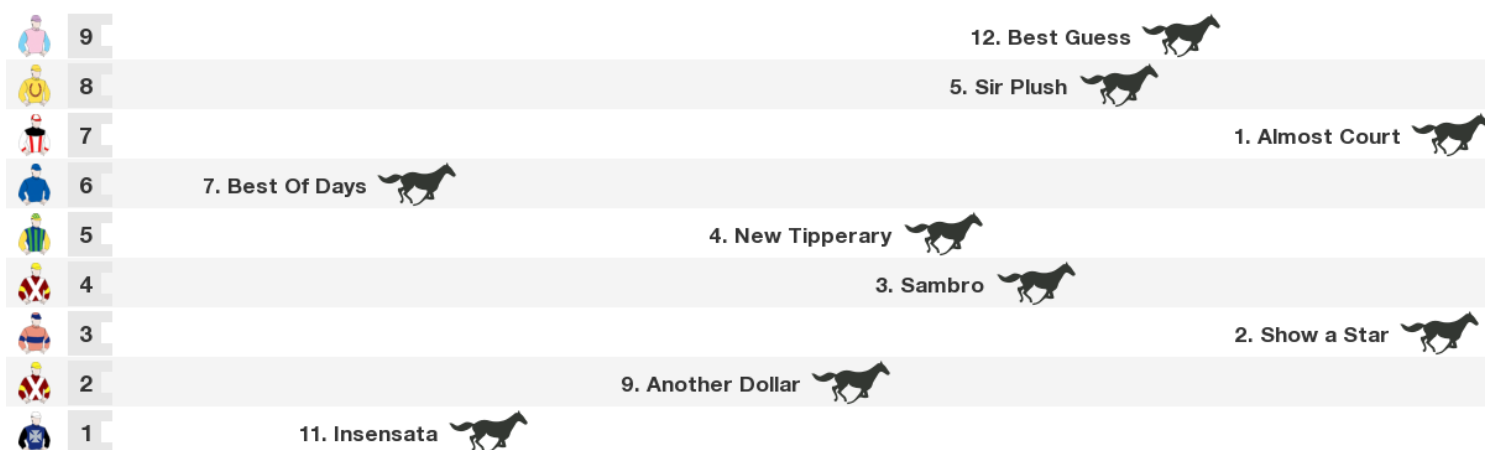 9 12. Best Guess
8 5. Sir Plush
7 1. Almost Court
6 7. Best Of Days
5 4. New Tipperary
4 3. Sambro
3 2. Show a Star
2 9. Another Dollar
1 11. Insensata